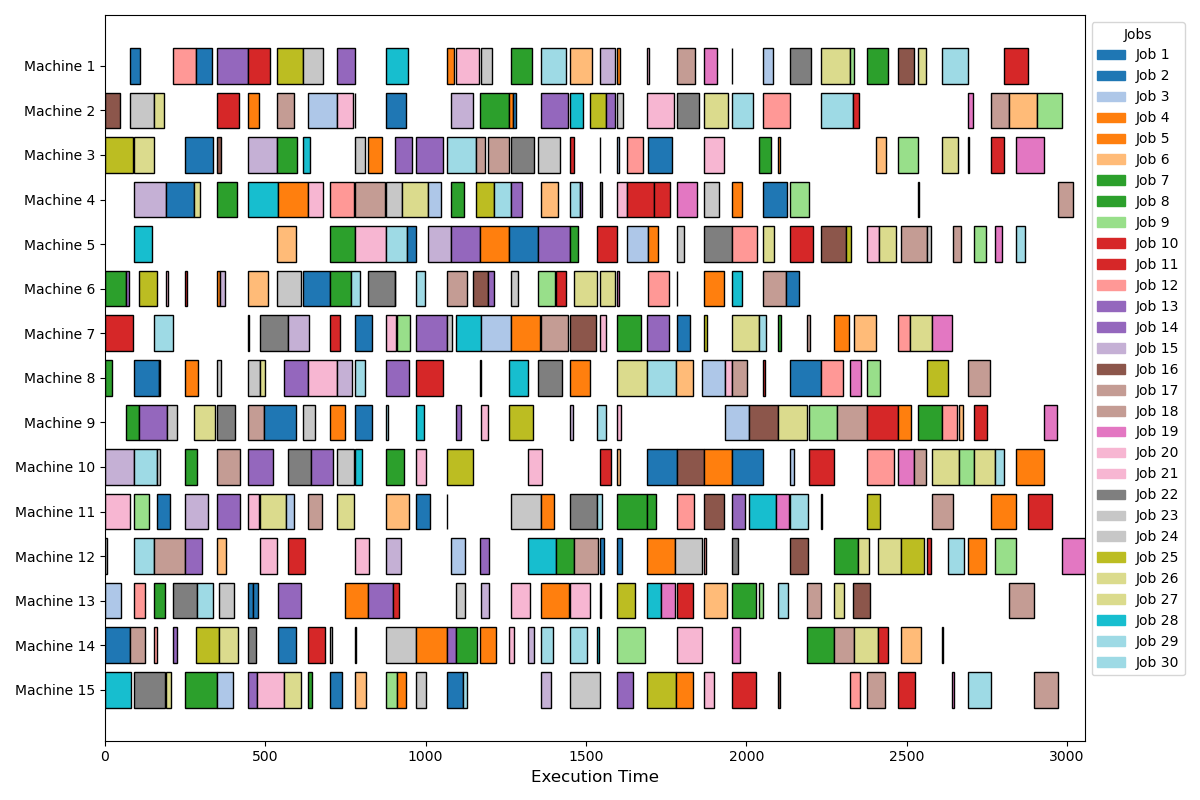 Machine 1
Machine 2
Machine 3
Machine 4
Machine 5
Machine 6
Machine 7
Machine 8
Machine 9
Machine 10
Machine 11
Machine 12
Machine 13
Machine 14
Machine 15
0 500 1000 1500 2000 2500 3000
Execution Time
Jobs
Job 1
Job 2
Job 3
Job 4
Job 5
Job 6
Job 7
Job 8
Job 9
Job 10
Job 11
Job 12
Job 13
Job 14
Job 15
Job 16
Job 17
Job 18
Job 19
Job 20
Job 21
Job 22
Job 23
Job 24
Job 25
Job 26
Job 27
Job 28
Job 29
Job 30